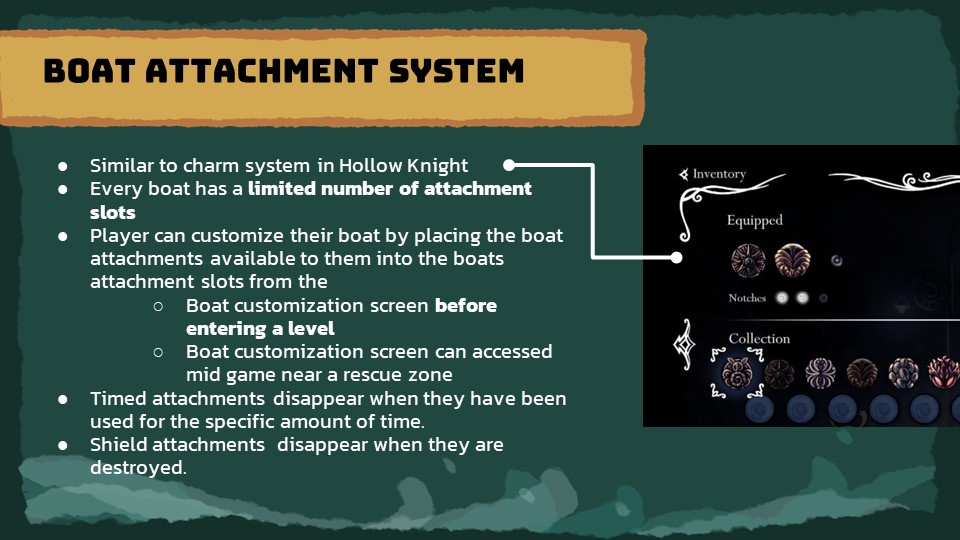 BOAT ATTACHMENT SYSTEM
● Similar to charm system in Hollow Knight
● Every boat has a limited number of attachment
slots
● Player can customize their boat by placing the boat
attachments available to them into the boats
attachment slots from the
○ Boat customization screen before
entering a level
○ Boat customization screen can accessed
mid game near a rescue zone
● Timed attachments disappear when they have been
used for the specific amount of time.
● Shield attachments disappear when they are
destroyed.
Inventory
Equipped
Notches
Collection